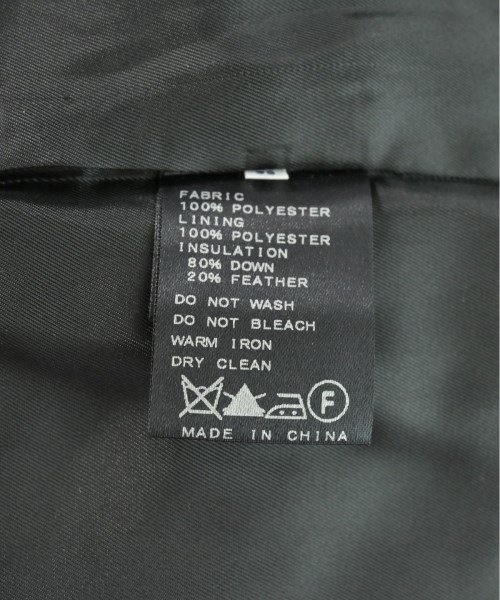 FABRIC
100% POLYESTER
LINING
100% POLYESTER
INSULATION
80% DOWN
20% FEATHER
DO NOT WASH
DO NOT BLEACH
WARM IRON
DRY CLEAN
F
MADE IN CHINA